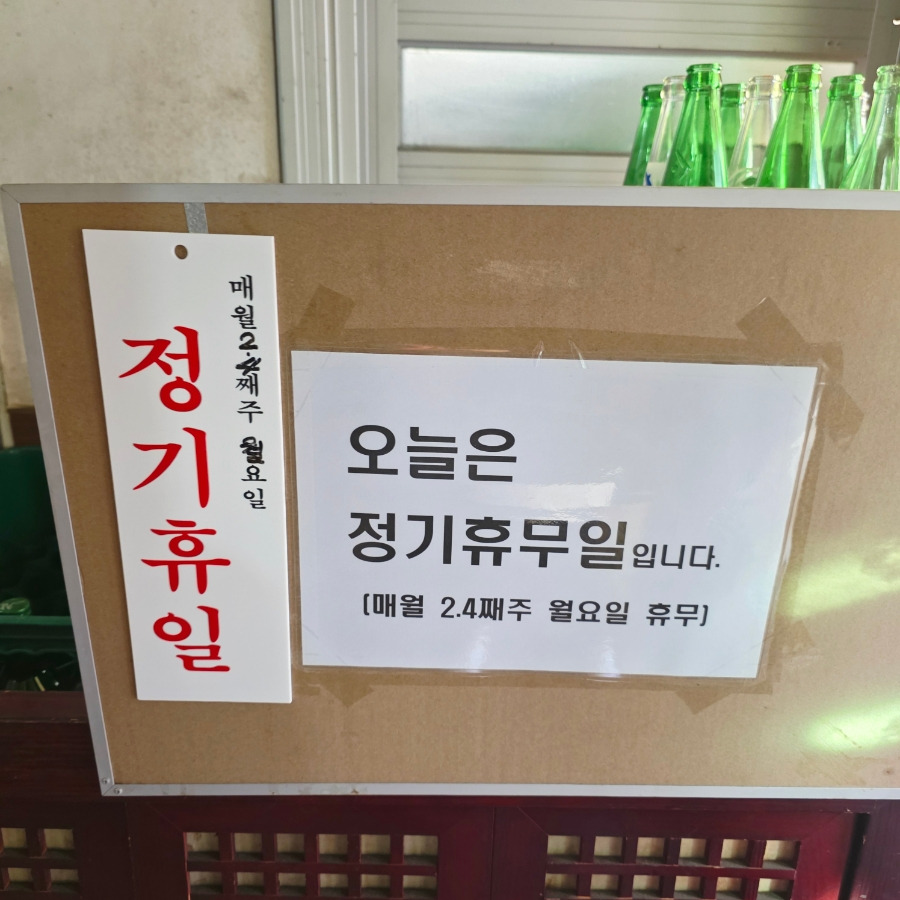 매월 2.4째주 월요일
정기휴일
오늘은
정기휴무일입니다.
(매월 2.4째주 월요일 휴무)